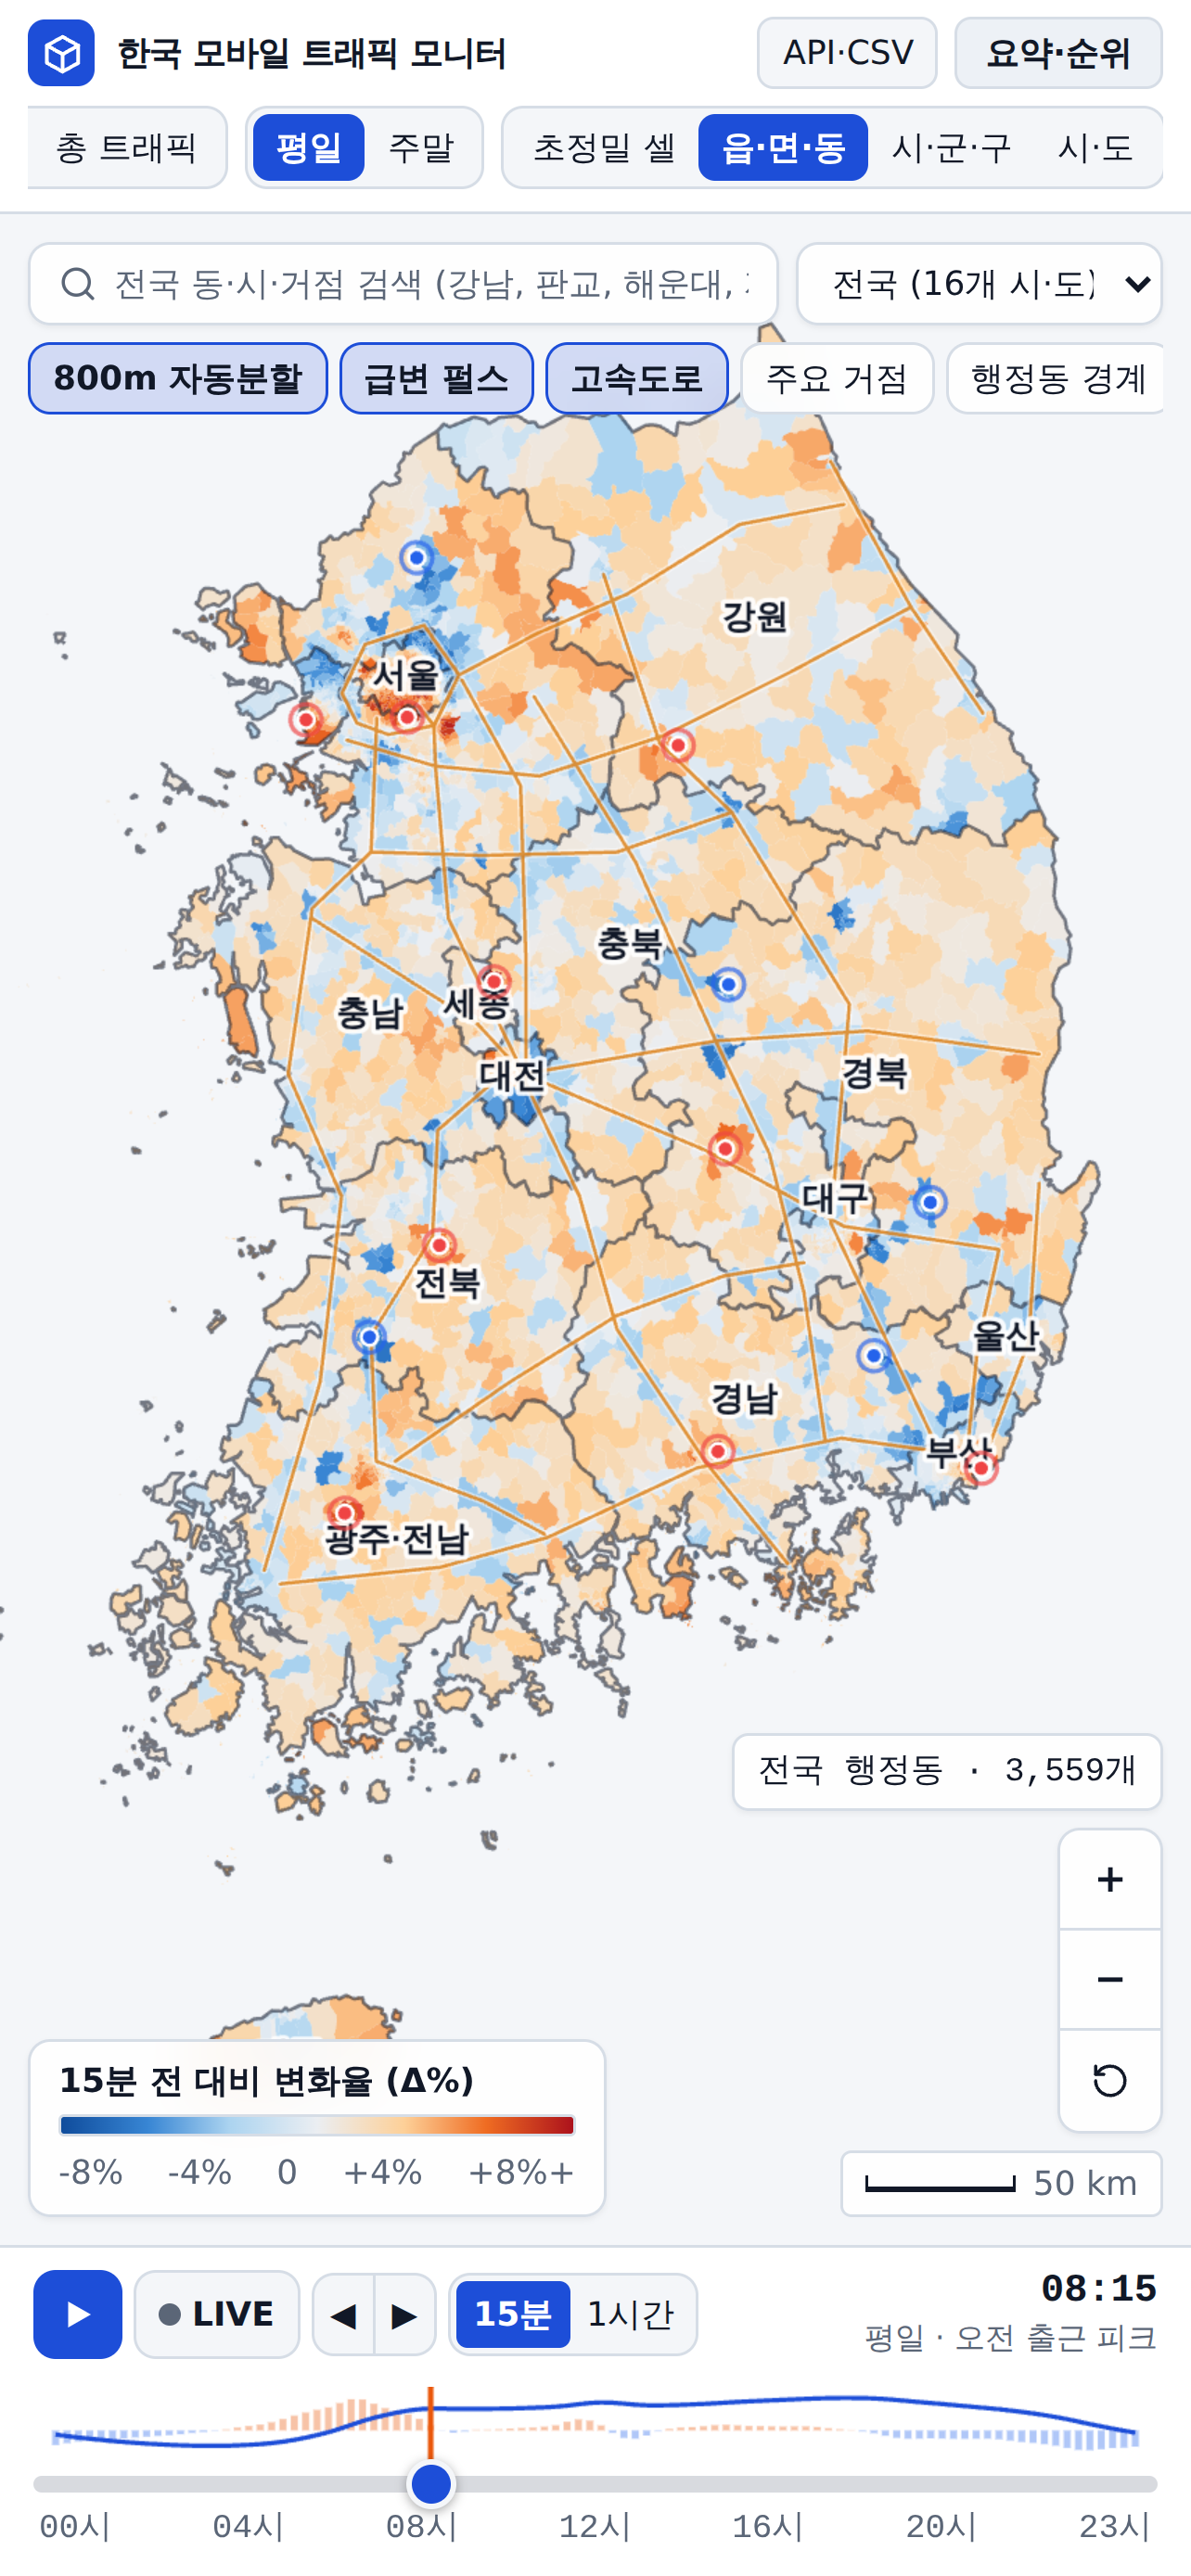 한국 모바일 트래픽 모니터
API·CSV
요약·순위
총 트래픽
평일
주말
초정밀 셀
읍·면·동
시·군·구
시·도
전국 동·시·거점 검색 (강남, 판교, 해운대,
전국 (16개 시·도)
800m 자동분할
급변 펄스
고속도로
주요 거점
행정동 경계
강원
서울
충북
세종
충남
대전
경북
대구
전북
울산
경남
부산
광주·전남
전국 행정동 · 3,559개
+
−
15분 전 대비 변화율 (Δ%)
-8% -4% 0 +4% +8%+
50 km
LIVE
15분
1시간
08:15
평일 · 오전 출근 피크
00시 04시 08시 12시 16시 20시 23시